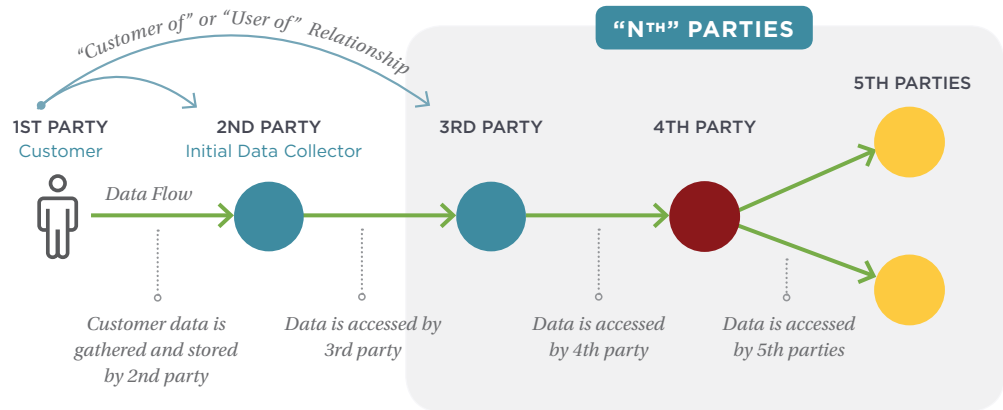 “NTH” PARTIES
“Customer of” or “User of” Relationship
5TH PARTIES
1ST PARTY
Customer
2ND PARTY
Initial Data Collector
3RD PARTY
4TH PARTY
Data Flow
Customer data is
gathered and stored
by 2nd party
Data is accessed by
3rd party
Data is accessed
by 4th party
Data is accessed
by 5th parties